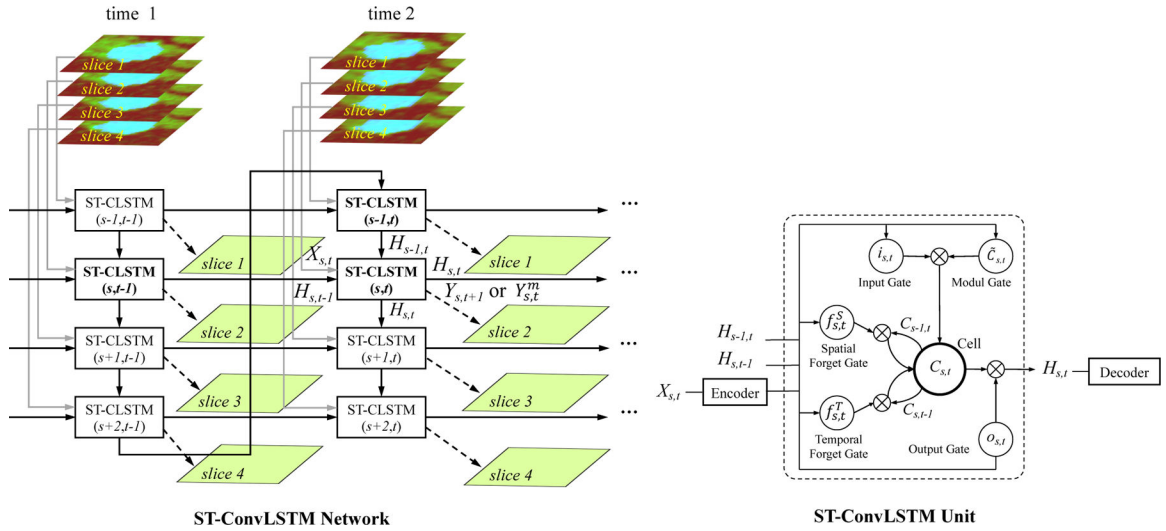 time 1
time 2
slice 1
slice 2
slice 3
slice 4
slice 1
slice 2
slice 3
slice 4
ST-CLSTM
(s-1,t-1)
ST-CLSTM
(s-1,t)
...
slice 1
X_{s,t}
H_{s-1,t}
slice 1
ST-CLSTM
(s,t-1)
ST-CLSTM
(s,t)
H_{s,t}
...
H_{s,t-1}
Y_{s,t+1} or Y_{s,t}^{m}
slice 2
H_{s,t}
slice 2
ST-CLSTM
(s+1,t-1)
ST-CLSTM
(s+1,t)
...
slice 3
slice 3
ST-CLSTM
(s+2,t-1)
ST-CLSTM
(s+2,t)
...
slice 4
slice 4
ST-ConvLSTM Network
i_{s,t}
C̃_{s,t}
Input Gate
Modul Gate
f_{s,t}^{S}
C_{s-1,t}
Spatial
Forget Gate
Cell
H_{s-1,t}
H_{s,t-1}
X_{s,t}
Encoder
C_{s,t}
H_{s,t}
Decoder
f_{s,t}^{T}
C_{s,t-1}
Temporal
Forget Gate
Output Gate
o_{s,t}
ST-ConvLSTM Unit